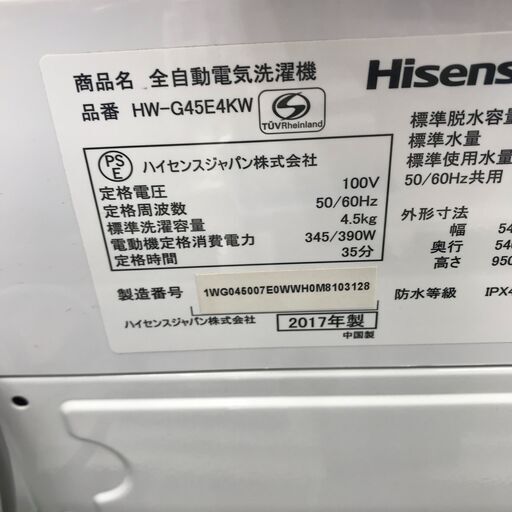 商品名 全自動電気洗濯機
品番 HW-G45E4KW
TÜVRheinland
Hisens
標準脱水容
標準水量
標準使用水量
50/60Hz共用
PS
E
ハイセンスジャパン株式会社
定格電圧 100V
定格周波数 50/60Hz
標準洗濯容量 4.5kg
電動機定格消費電力 345/390W
定格時間 35分
外形寸法
幅 54
奥行 540
高さ 950
製造番号 1WG045007E0WWH0M8103128
防水等級 IPX4
ハイセンスジャパン株式会社 2017年製
中国製